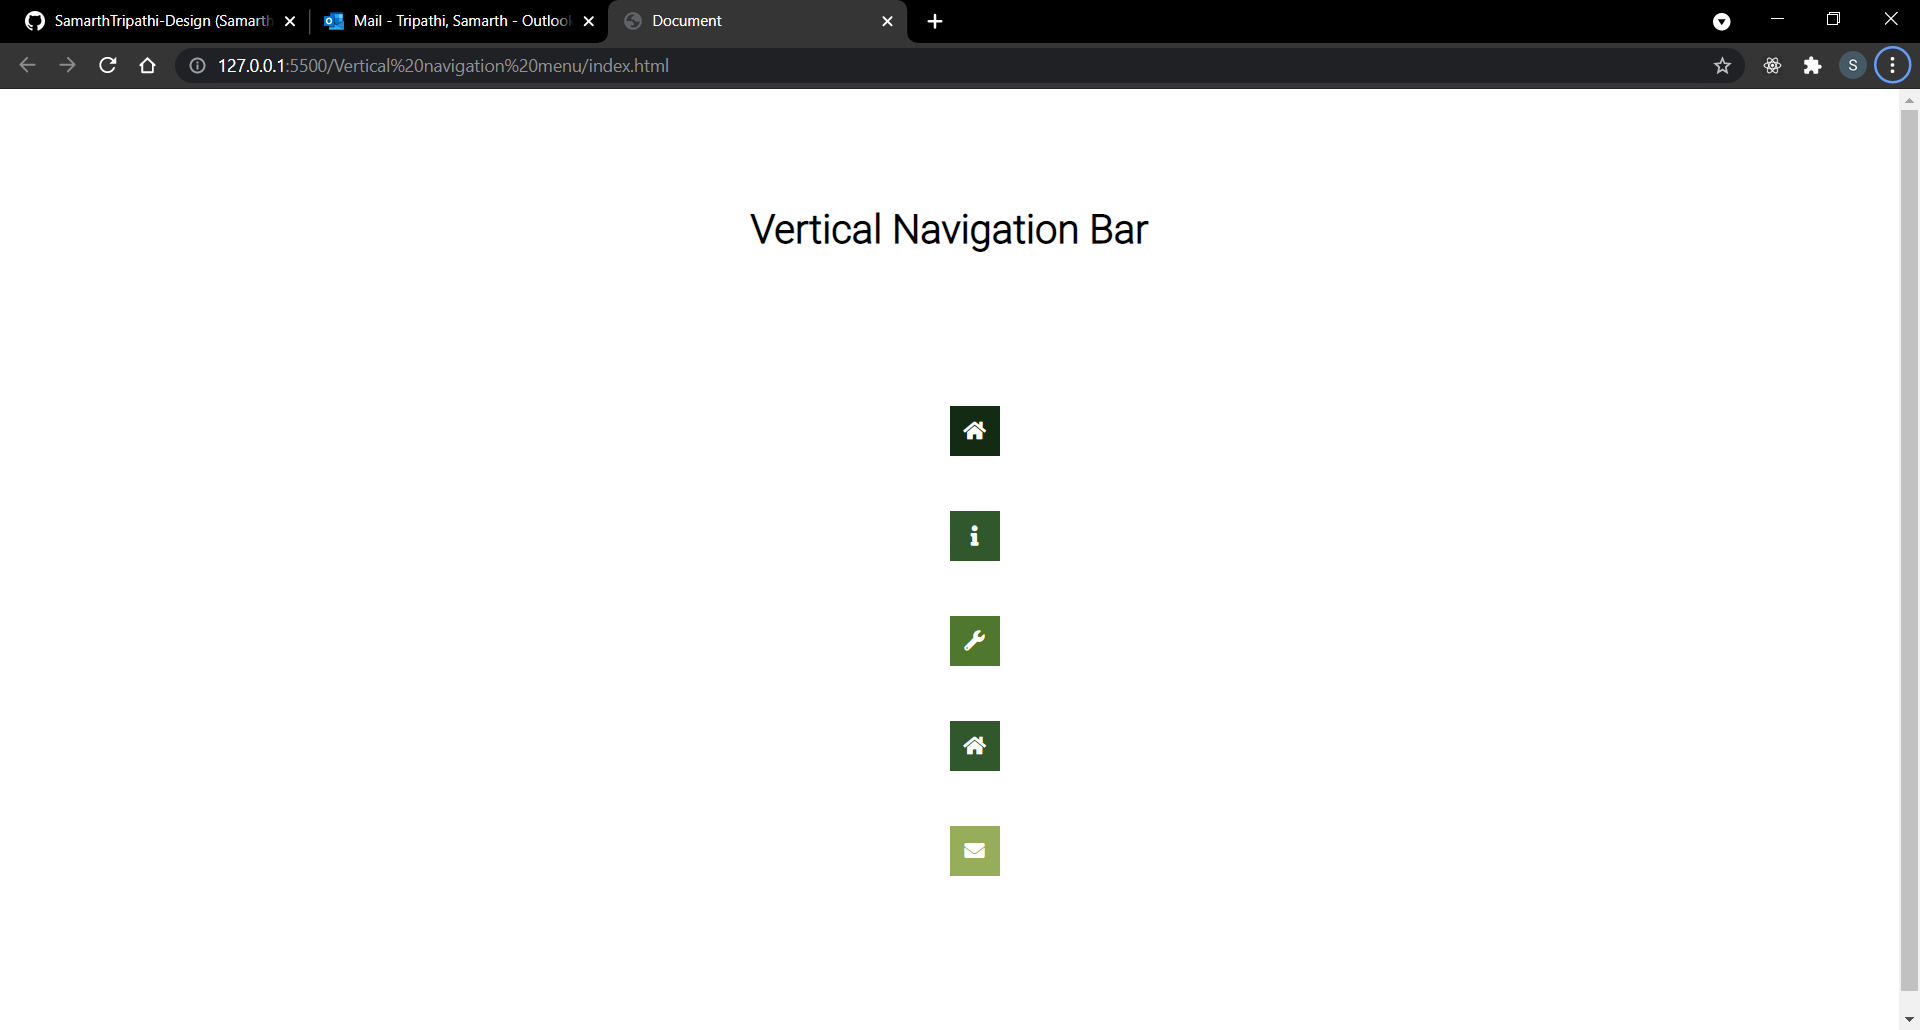 SamarthTripathi-Design (Samarth
Mail - Tripathi, Samarth - Outlook
Document
127.0.0.1:5500/Vertical%20navigation%20menu/index.html
S
Vertical Navigation Bar